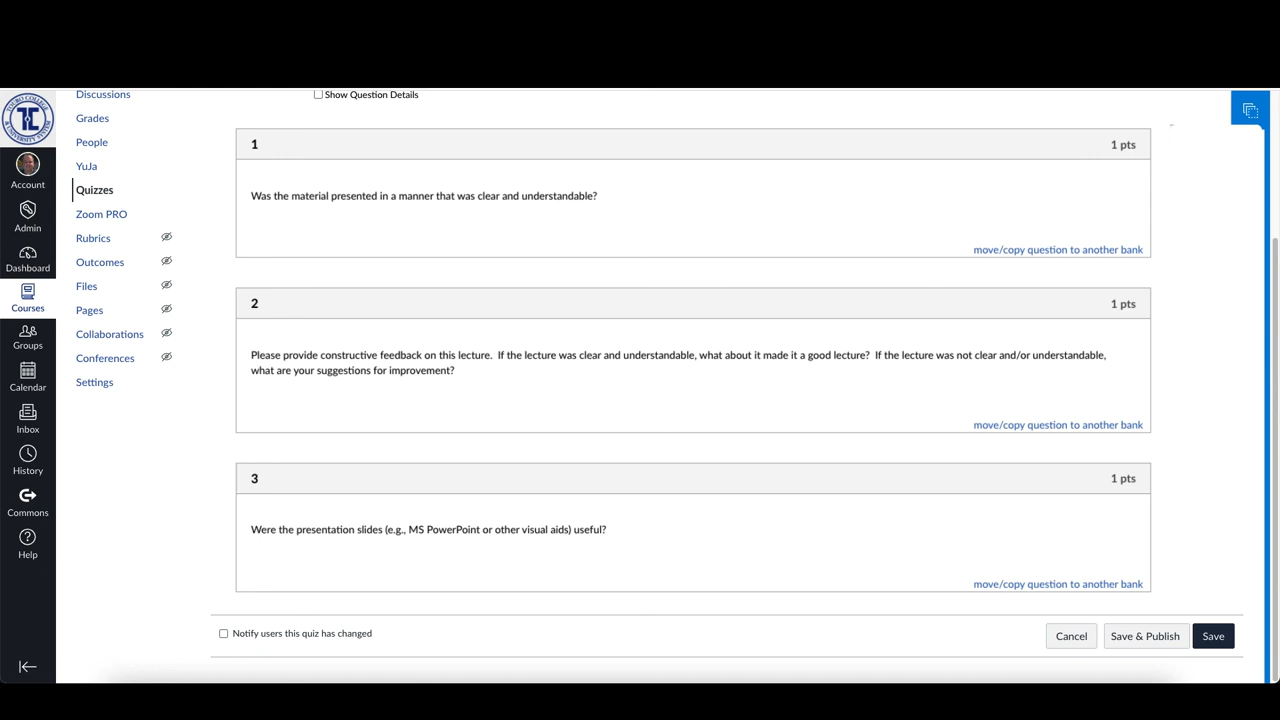 Discussions
Grades
People
YuJa
Quizzes
Zoom PRO
Rubrics
Outcomes
Files
Pages
Collaborations
Conferences
Settings
Account
Admin
Dashboard
Courses
Groups
Calendar
Inbox
History
Commons
Help
Show Question Details
1
1 pts
Was the material presented in a manner that was clear and understandable?
move/copy question to another bank
2
1 pts
Please provide constructive feedback on this lecture.  If the lecture was clear and understandable, what about it made it a good lecture?  If the lecture was not clear and/or understandable,
what are your suggestions for improvement?
move/copy question to another bank
3
1 pts
Were the presentation slides (e.g., MS PowerPoint or other visual aids) useful?
move/copy question to another bank
Notify users this quiz has changed
Cancel
Save & Publish
Save